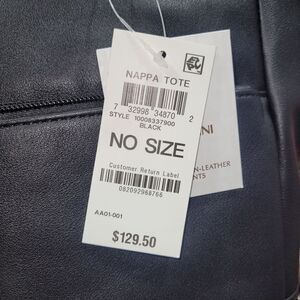 NAPPA TOTE
7 32998 34870 2
STYLE 10008337900
BLACK
NO SIZE
Customer Return Label
082092968766
AA01-001
$129.50
NI
N-LEATHER
NTS